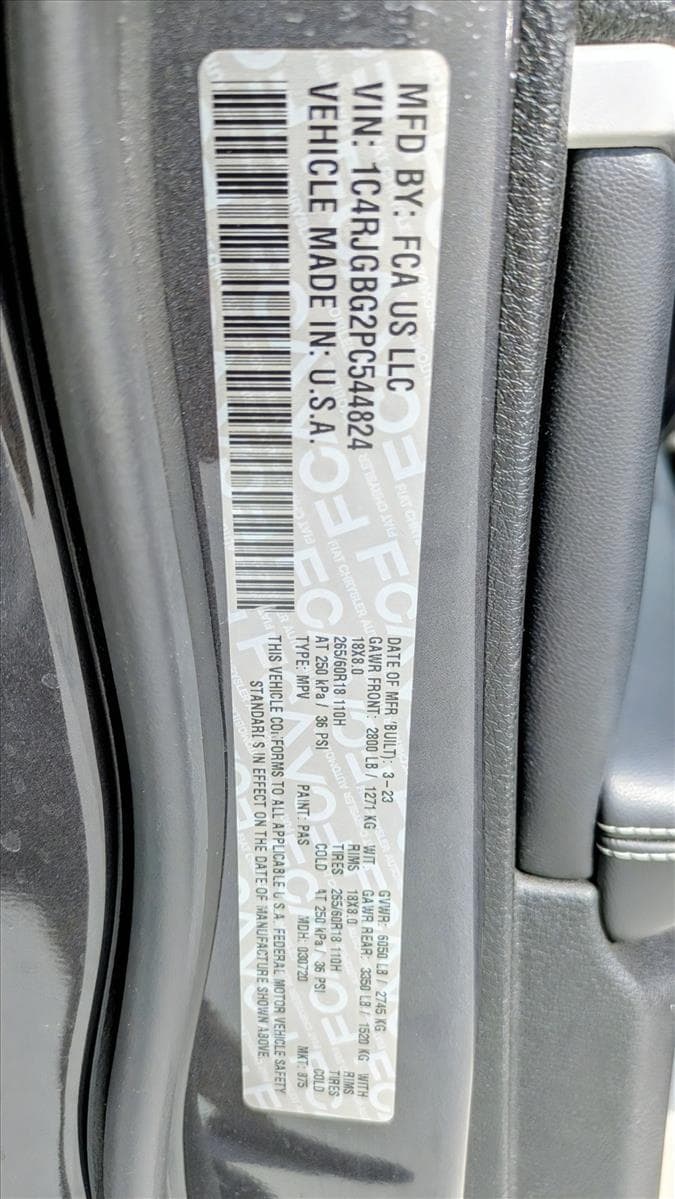 MFD BY: FCA US LLC
VIN: 1C4RJGBG2PC544824
VEHICLE MADE IN: U.S.A.
DATE OF MFR (BUILT): 3-23 GVWR: 6050 LB / 2745 KG
GAWR FRONT: 2800 LB / 1271 KG WIT GAWR REAR: 3350 LB / 1520 KG WITH
18X8.0 RIMS 18X8.0 RIMS
265/60R18 110H TIRES 265/60R18 110H TIRES
AT 250 kPa / 36 PSI COLD AT 250 kPa / 36 PSI COLD
TYPE: MPV PAINT: PAS MDH: 030720 MKT: 875
THIS VEHICLE CONFORMS TO ALL APPLICABLE U.S.A. FEDERAL MOTOR VEHICLE SAFETY
STANDARDS IN EFFECT ON THE DATE OF MANUFACTURE SHOWN ABOVE.